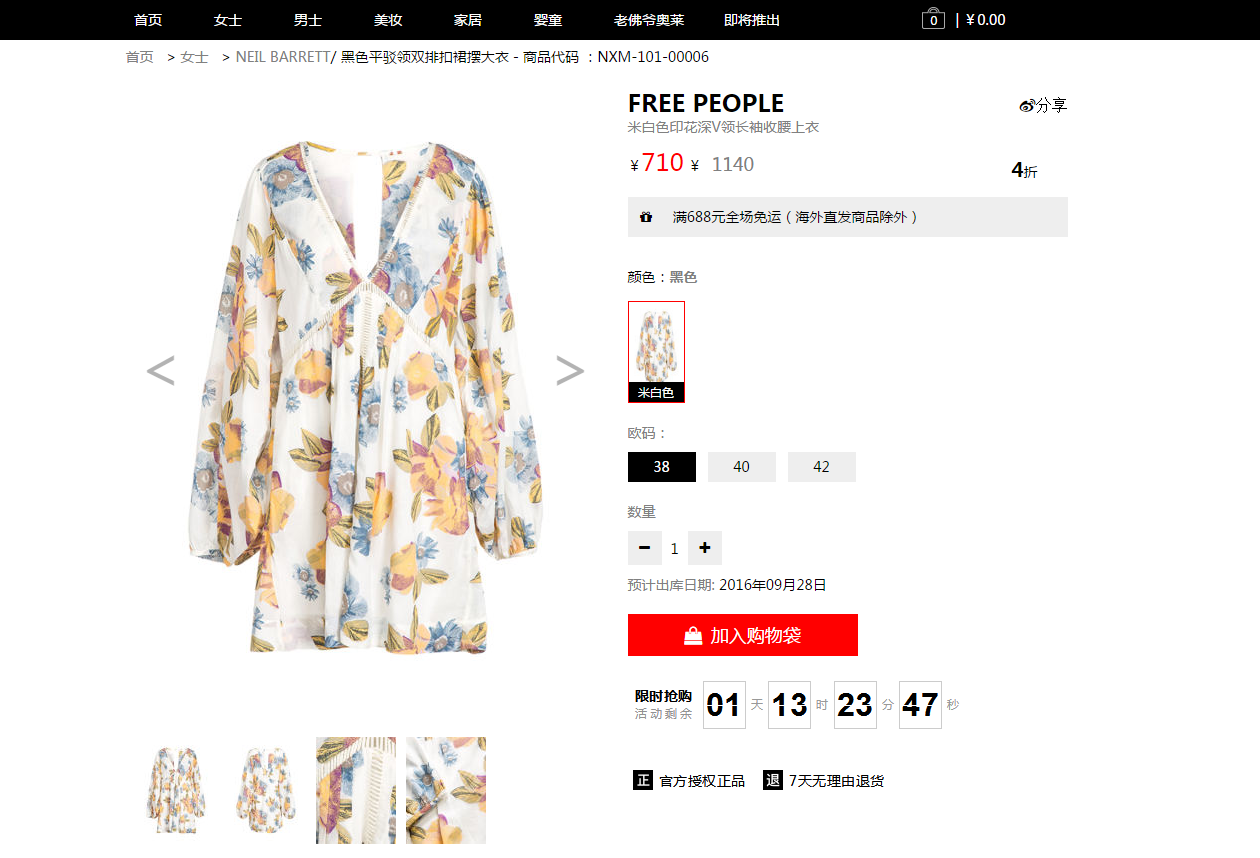 首页 女士 男士 美妆 家居 婴童 老佛爷奥莱 即将推出 0 | ¥ 0.00
首页 > 女士 > NEIL BARRETT/ 黑色平驳领双排扣裙摆大衣 - 商品代码 ：NXM-101-00006
FREE PEOPLE 分享
米白色印花深V领长袖收腰上衣
¥ 710 ¥ 1140 4折
满688元全场免运（海外直发商品除外）
颜色：黑色
米白色
欧码：
38 40 42
数量
− 1 +
预计出库日期: 2016年09月28日
加入购物袋
限时抢购
活动剩余
01 天 13 时 23 分 47 秒
正 官方授权正品 退 7天无理由退货